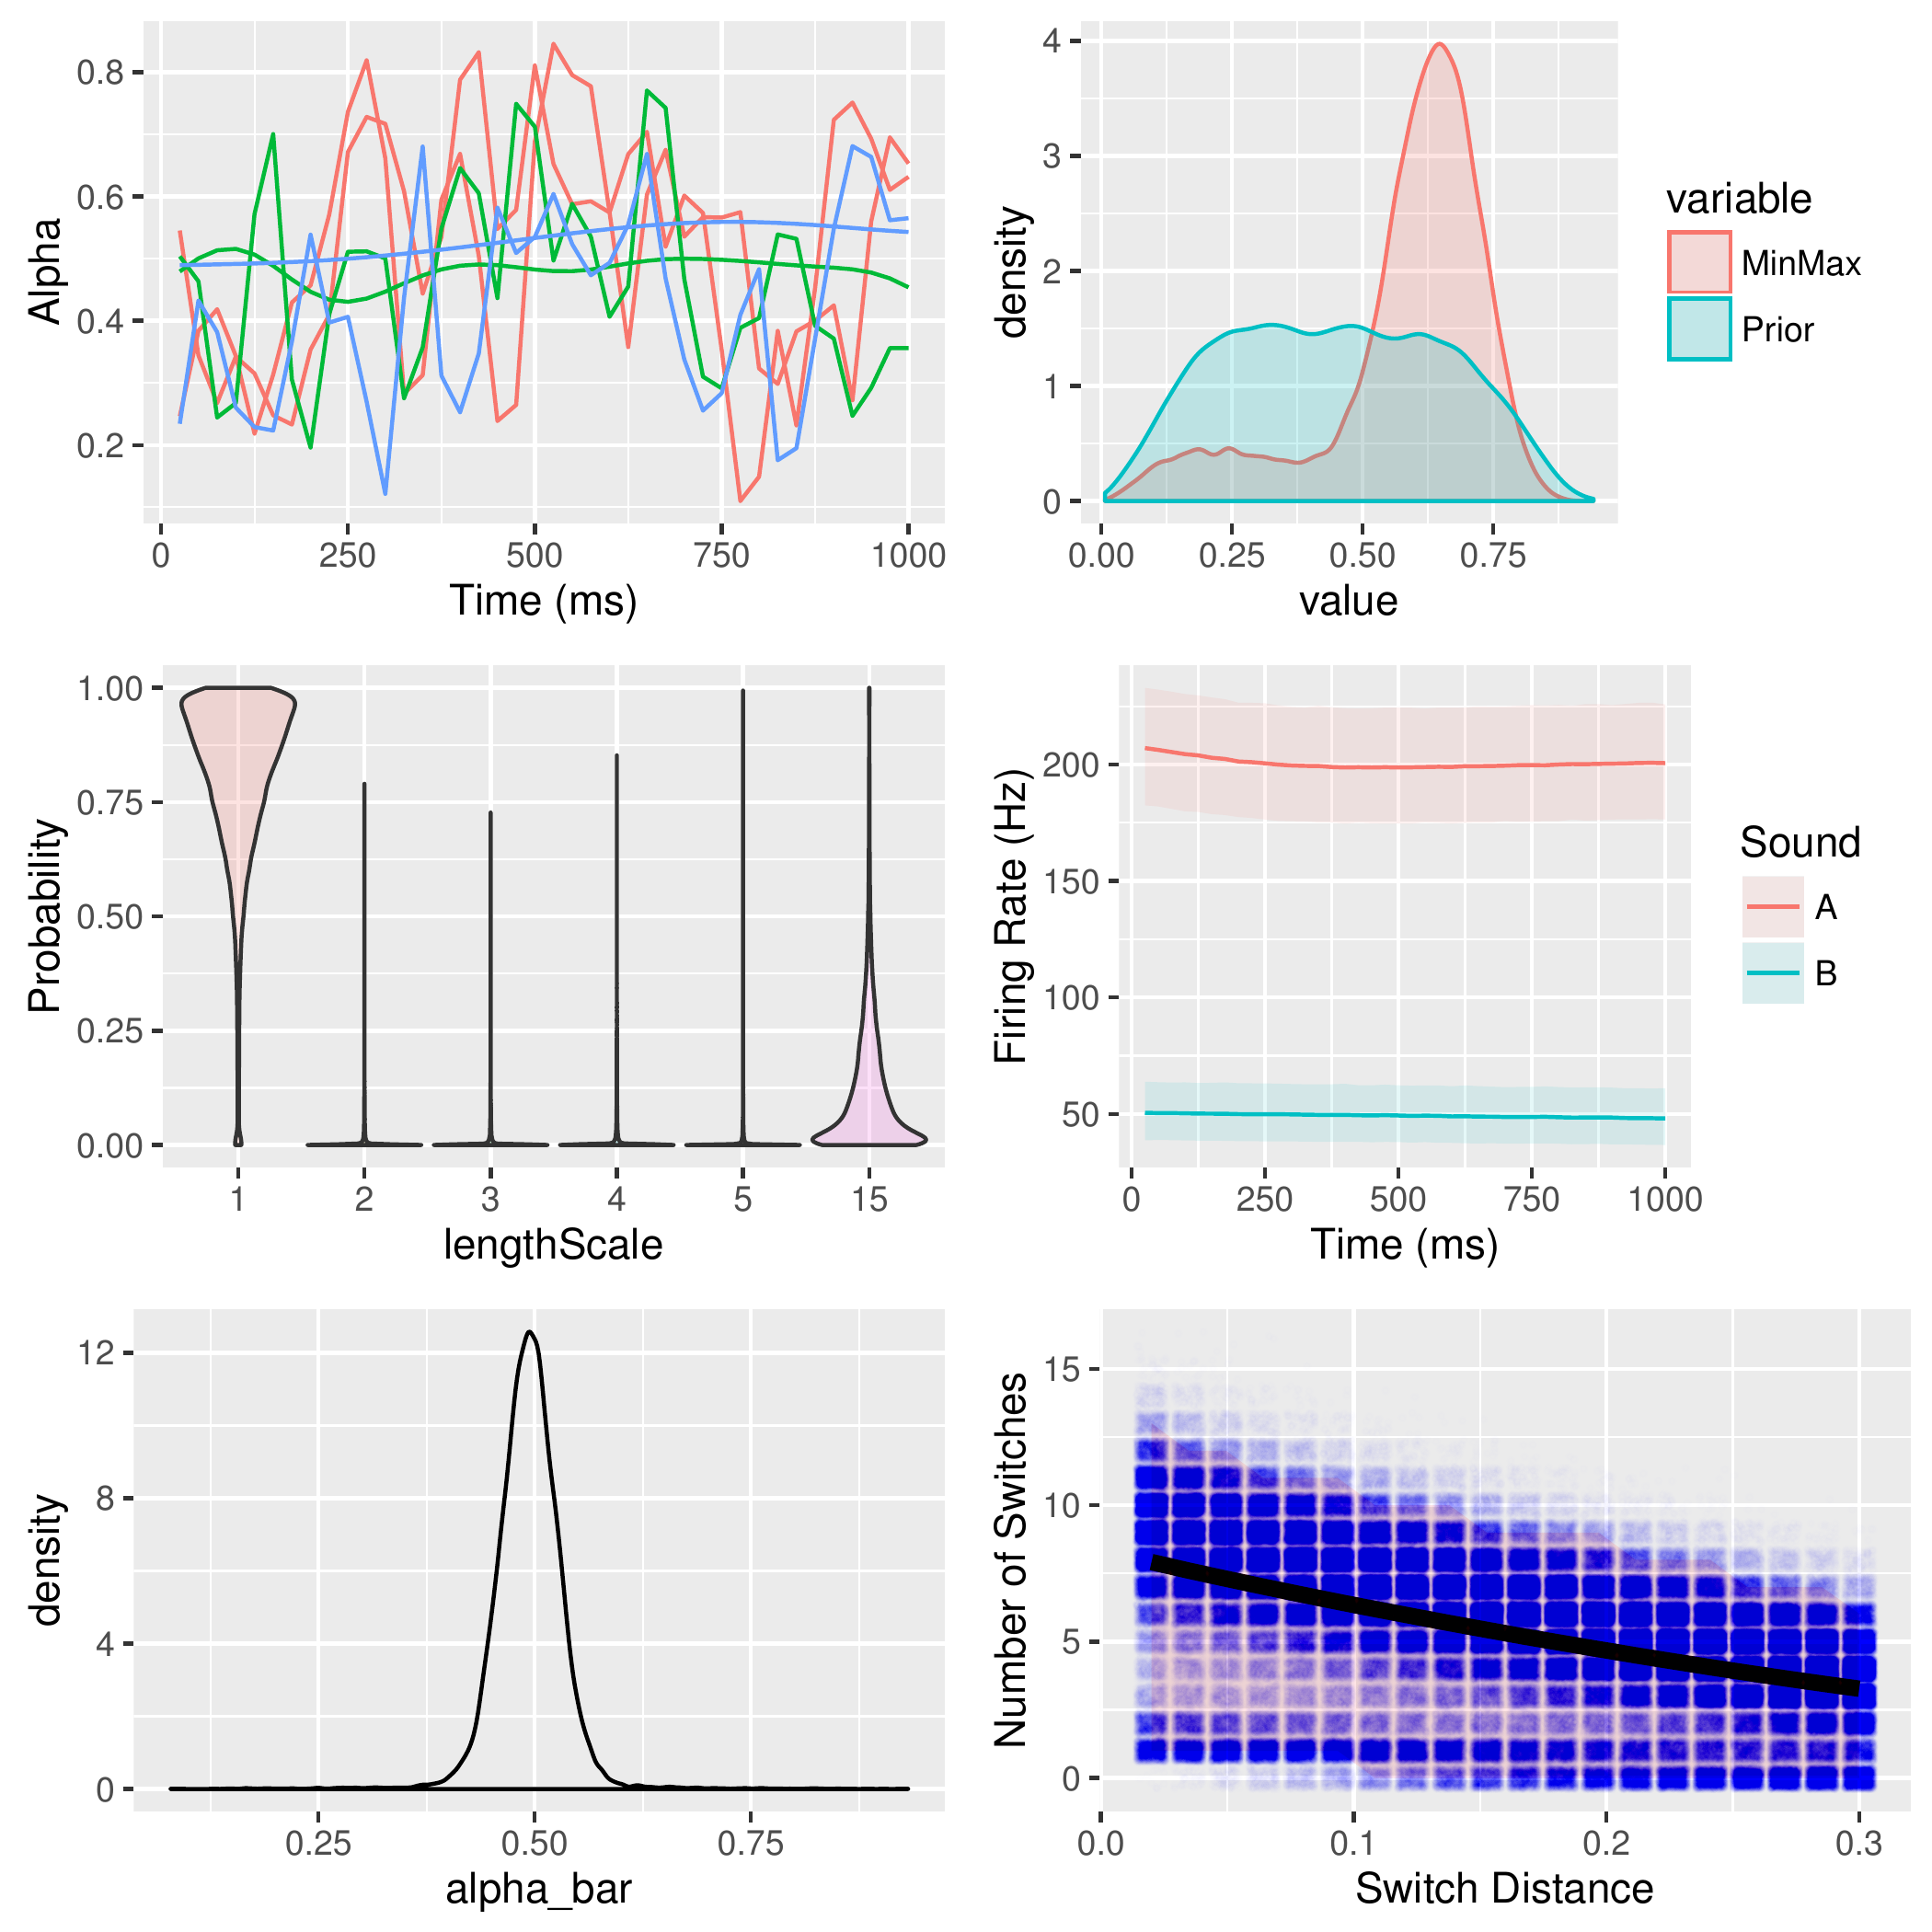 Alpha
0.8
0.6
0.4
0.2
0 250 500 750 1000
Time (ms)
density
4
3
2
1
0
0.00 0.25 0.50 0.75
value
variable
MinMax
Prior
Probability
1.00
0.75
0.50
0.25
0.00
1 2 3 4 5 15
lengthScale
Firing Rate (Hz)
200
150
100
50
0 250 500 750 1000
Time (ms)
Sound
A
B
density
12
8
4
0
0.25 0.50 0.75
alpha_bar
Number of Switches
15
10
5
0
0.0 0.1 0.2 0.3
Switch Distance